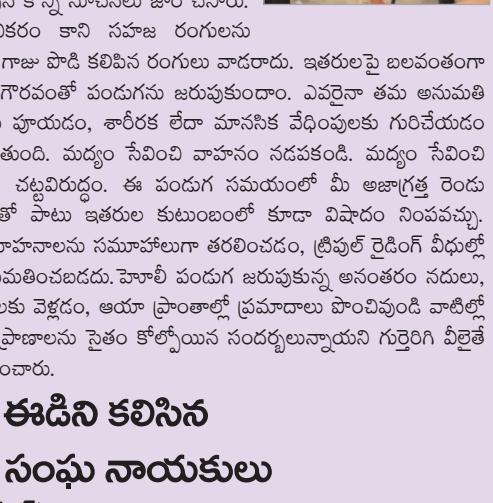 కొన్ని సూచనలు జారీ చేసారు.
కరం కాని సహజ రంగులను
గాజు పొడి కలిపిన రంగులు వాడరాదు. ఇతరులపై బలవంతంగా
గౌరవంతో పండుగను జరుపుకుందాం. ఎవరైనా తమ అనుమతి
పూయడం, శారీరక లేదా మానసిక వేధింపులకు గురిచేయడం
తుంది. మద్యం సేవించి వాహనం నడపకండి. మద్యం సేవించి
చట్టవిరుద్ధం. ఈ పండుగ సమయంలో మీ అజాగ్రత్త రెండు
తో పాటు ఇతరుల కుటుంబంలో కూడా విషాదం నింపవచ్చు.
వాహనాలను సమూహాలుగా తరలించడం, ట్రిపుల్ రైడింగ్ వీధుల్లో
మతించబడదు.హెూలీ పండుగ జరుపుకున్న అనంతరం నదులు,
లకు వెళ్లడం, ఆయా ప్రాంతాల్లో ప్రమాదాలు పొంచివుండి వాటిల్లో
ప్రాణాలను సైతం కోల్పోయిన సందర్భలున్నాయని గుర్తెరిగి వీలైతే
ంచారు.
ఈడిని కలిసిన
సంఘ నాయకులు